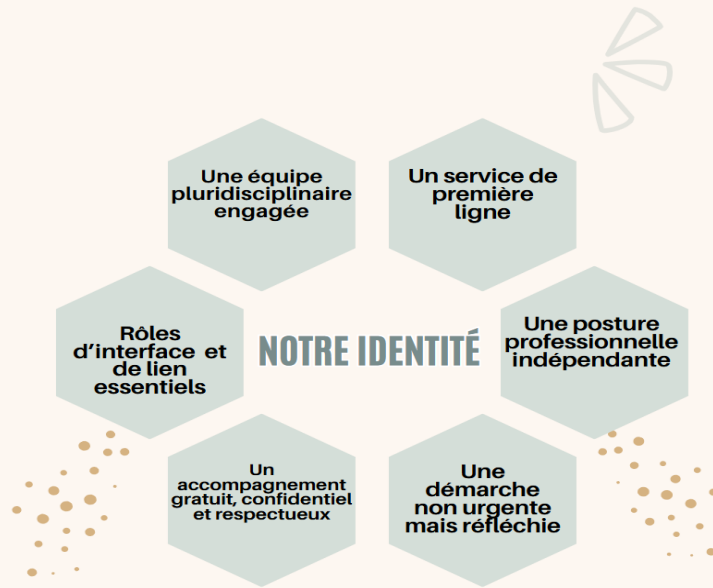 Une équipe
pluridisciplinaire
engagée
Un service de
première
ligne
Rôles
d'interface et
de lien
essentiels
NOTRE IDENTITÉ
Une posture
professionnelle
indépendante
Un
accompagnement
gratuit, confidentiel
et respectueux
Une
démarche
non urgente
mais réfléchie